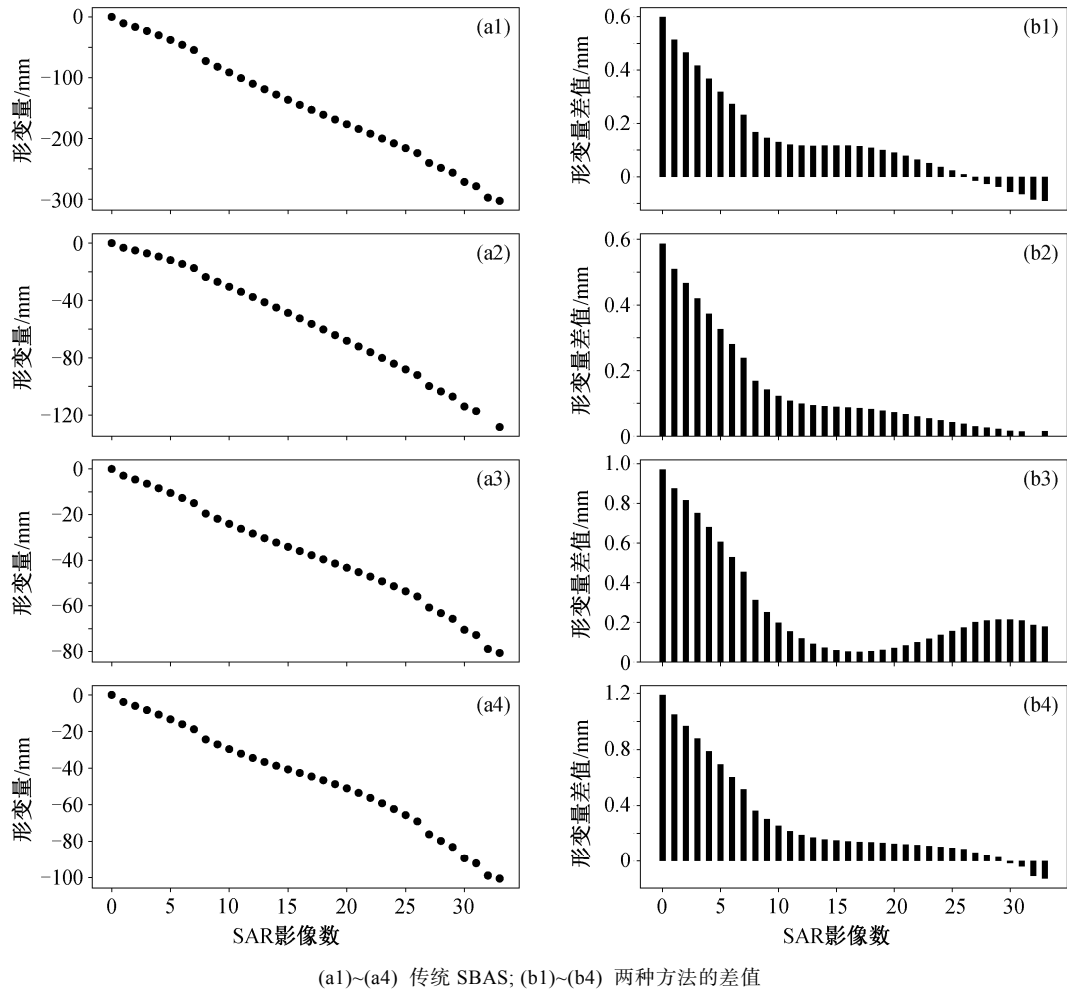 (a1)
形变量/mm
0
−100
−200
−300
(b1)
形变量差值/mm
0.6
0.4
0.2
0
(a2)
形变量/mm
0
−40
−80
−120
(b2)
形变量差值/mm
0.6
0.4
0.2
0
(a3)
形变量/mm
0
−20
−40
−60
−80
(b3)
形变量差值/mm
1.0
0.8
0.6
0.4
0.2
0
(a4)
形变量/mm
0
−20
−40
−60
−80
−100
0 5 10 15 20 25 30
SAR影像数
(b4)
形变量差值/mm
1.2
0.8
0.4
0
0 5 10 15 20 25 30
SAR影像数
(a1)~(a4) 传统 SBAS; (b1)~(b4) 两种方法的差值